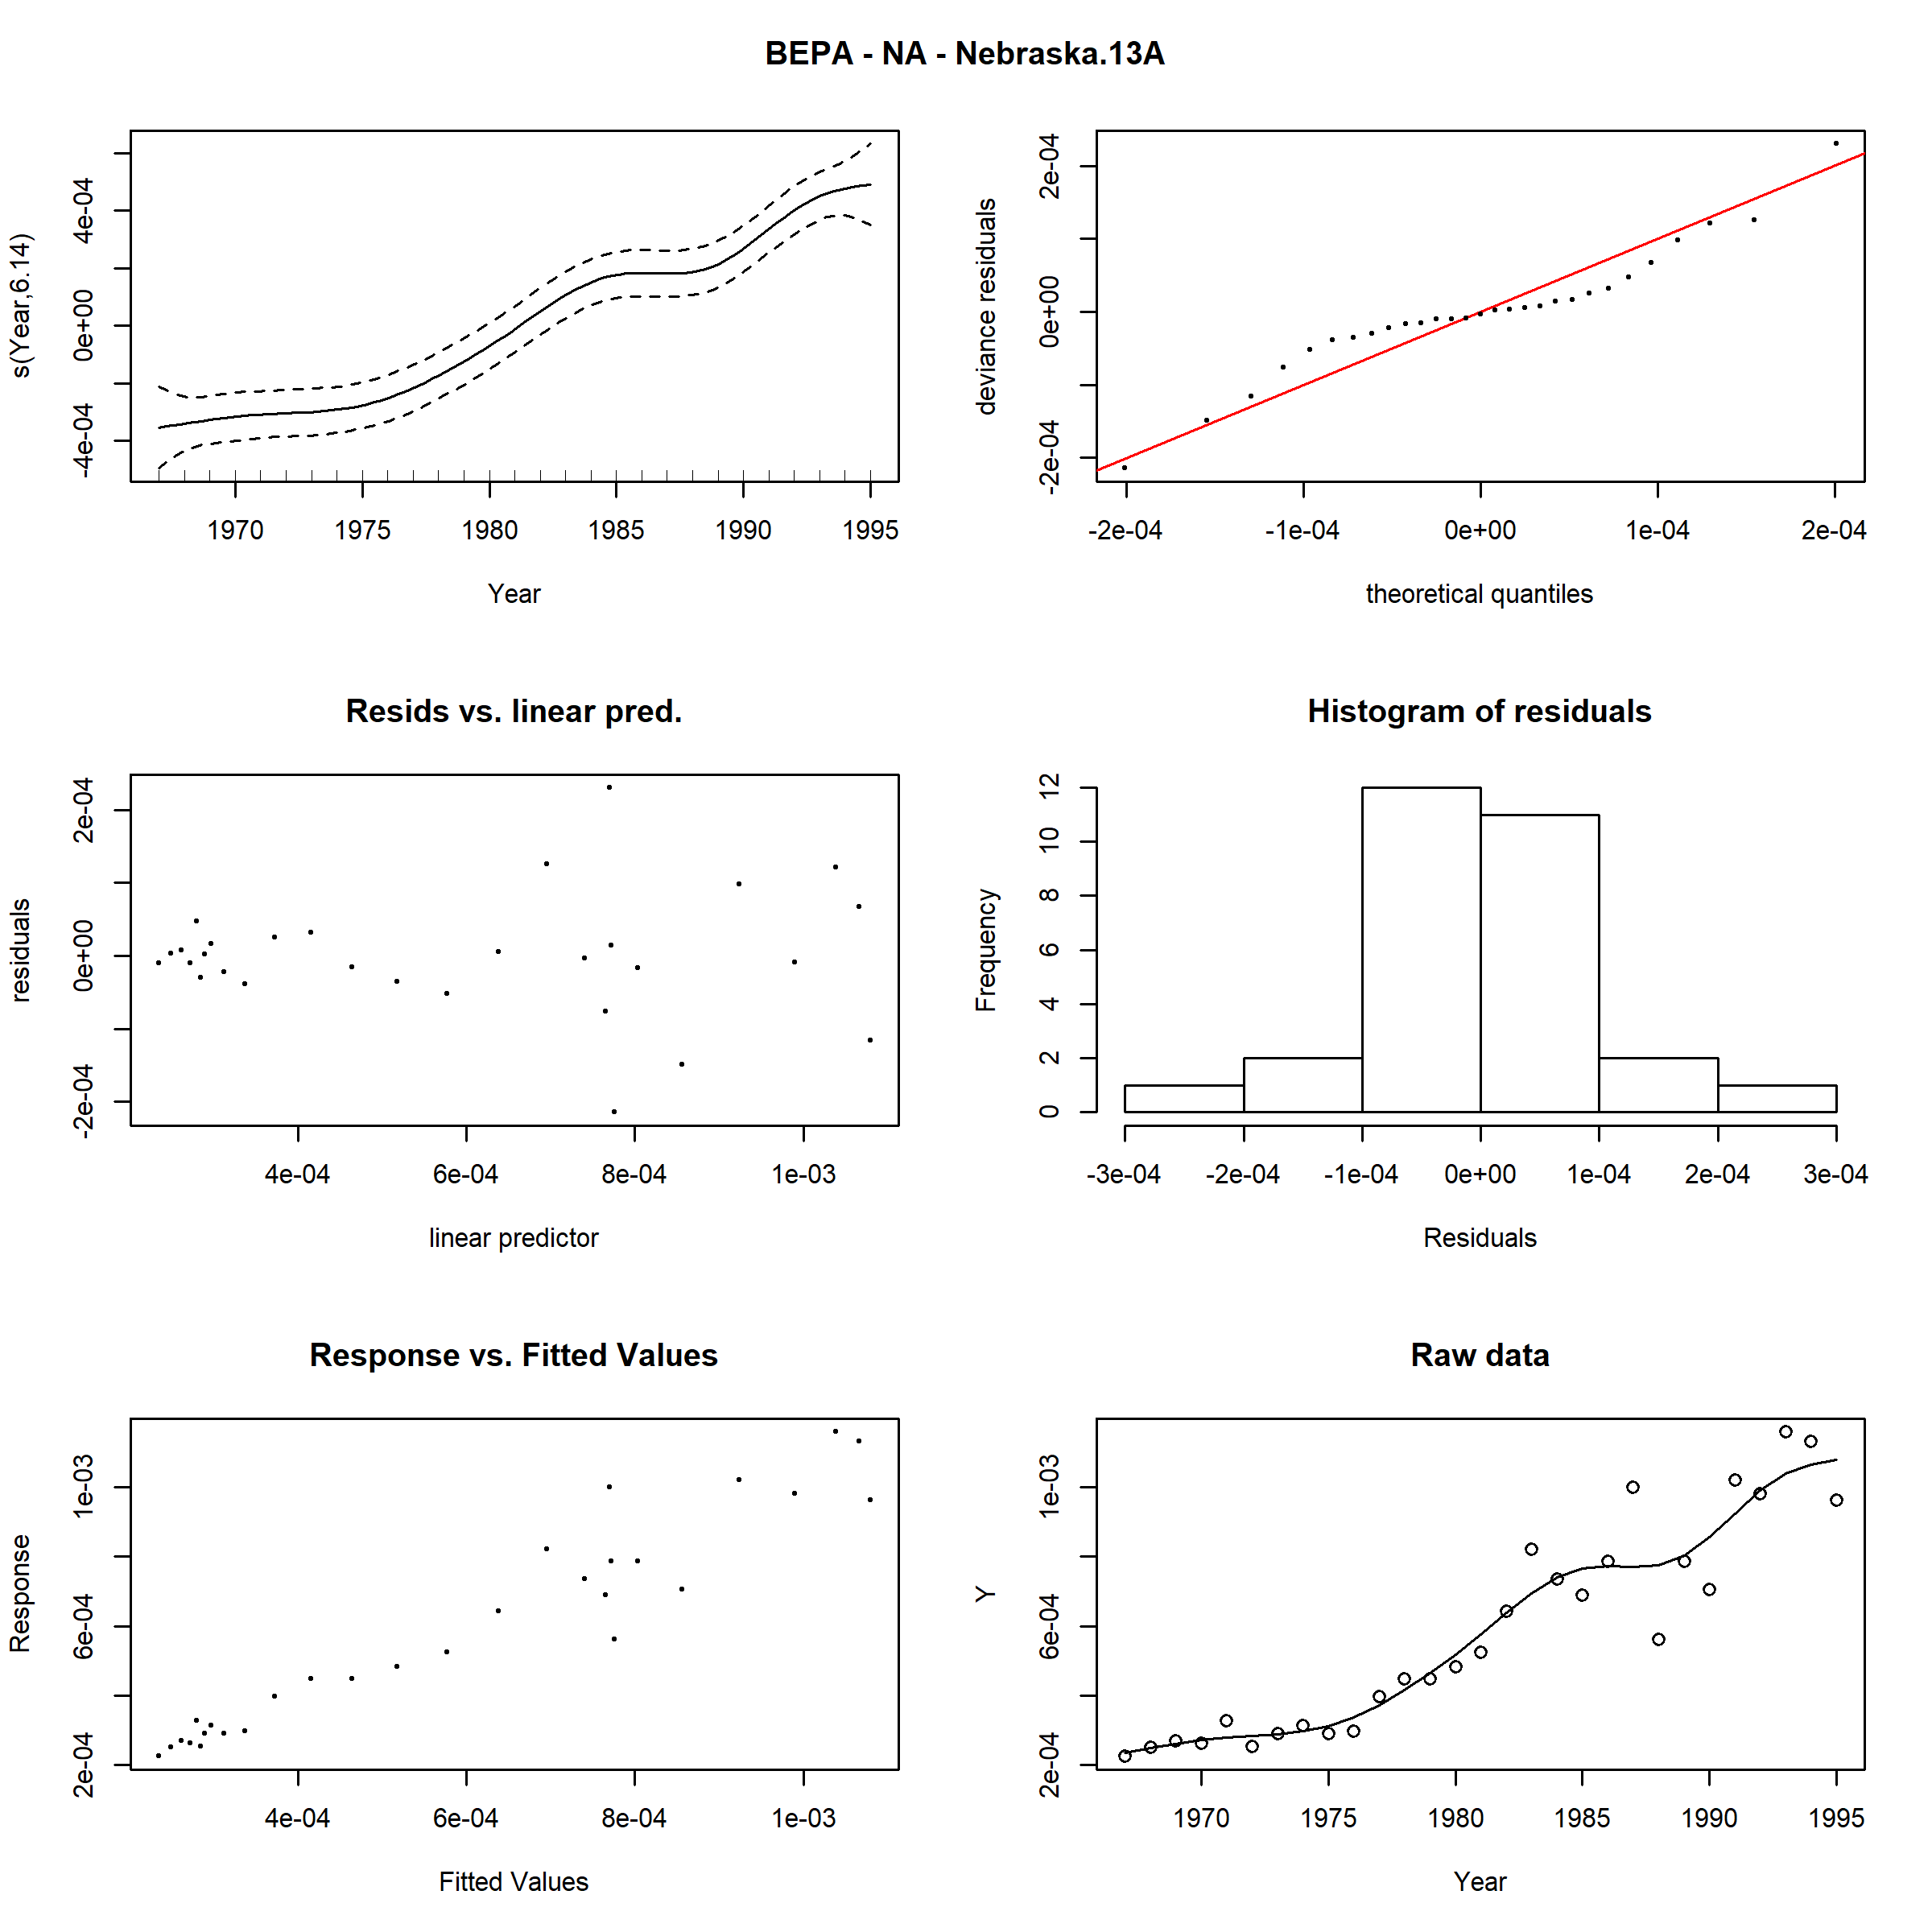 BEPA - NA - Nebraska.13A
s(Year,6.14)
-4e-04 0e+00 4e-04
1970 1975 1980 1985 1990 1995
Year
deviance residuals
-2e-04 0e+00 2e-04
-2e-04 -1e-04 0e+00 1e-04 2e-04
theoretical quantiles
Resids vs. linear pred.
residuals
-2e-04 0e+00 2e-04
4e-04 6e-04 8e-04 1e-03
linear predictor
Histogram of residuals
Frequency
0 2 4 6 8 10 12
-3e-04 -2e-04 -1e-04 0e+00 1e-04 2e-04 3e-04
Residuals
Response vs. Fitted Values
Response
2e-04 6e-04 1e-03
4e-04 6e-04 8e-04 1e-03
Fitted Values
Raw data
Y
2e-04 6e-04 1e-03
1970 1975 1980 1985 1990 1995
Year